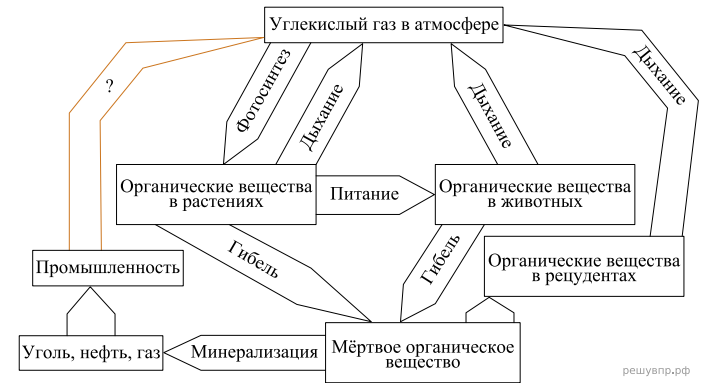 Углекислый газ в атмосфере
?
Фотосинтез
Дыхание
Дыхание
Дыхание
Органические вещества
в растениях
Питание
Органические вещества
в животных
Гибель
Гибель
Органические вещества
в рецудентах
Промышленность
Уголь, нефть, газ
Минерализация
Мёртвое органическое
вещество
решувпр.рф